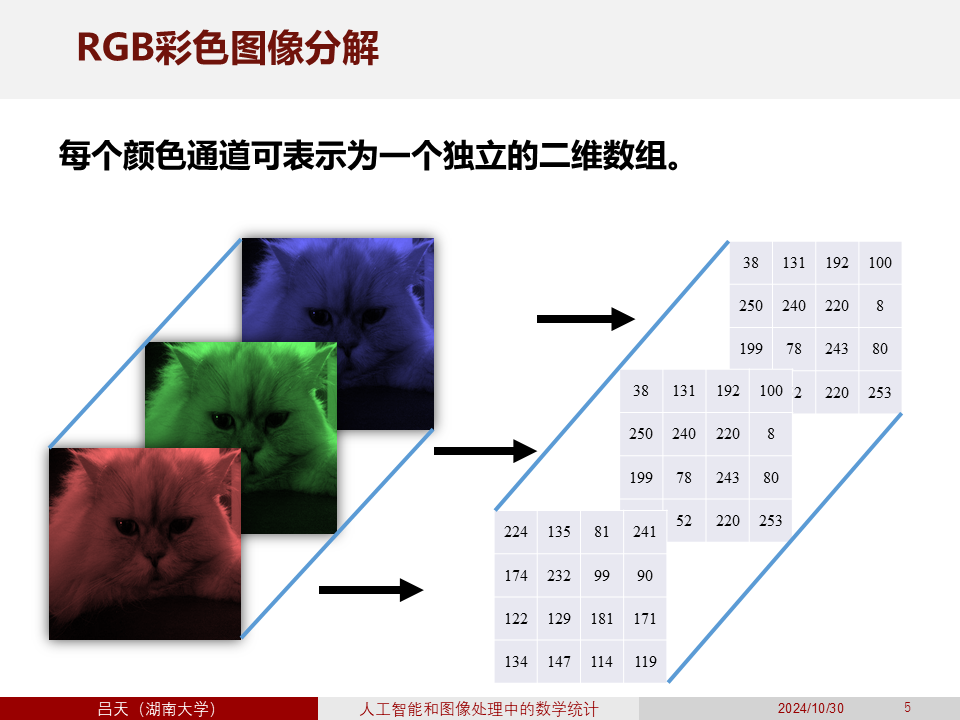 RGB彩色图像分解
每个颜色通道可表示为一个独立的二维数组。
38 131 192 100
250 240 220 8
199 78 243 80
2 220 253
38 131 192 100
250 240 220 8
199 78 243 80
52 220 253
224 135 81 241
174 232 99 90
122 129 181 171
134 147 114 119
吕天（湖南大学） 人工智能和图像处理中的数学统计 2024/10/30 5